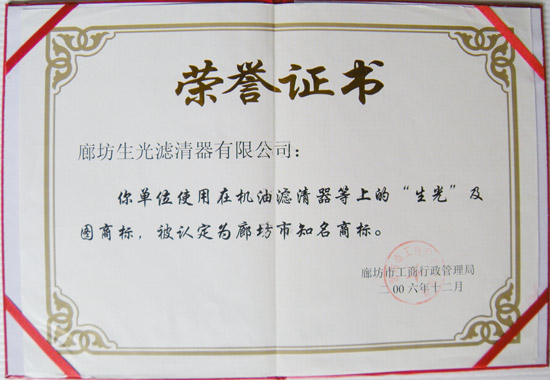 荣誉证书
廊坊生光滤清器有限公司：
你单位使用在机油滤清器等上的“生光”及
图商标，被认定为廊坊市知名商标。
廊坊市工商行政管理局
二00六年十二月